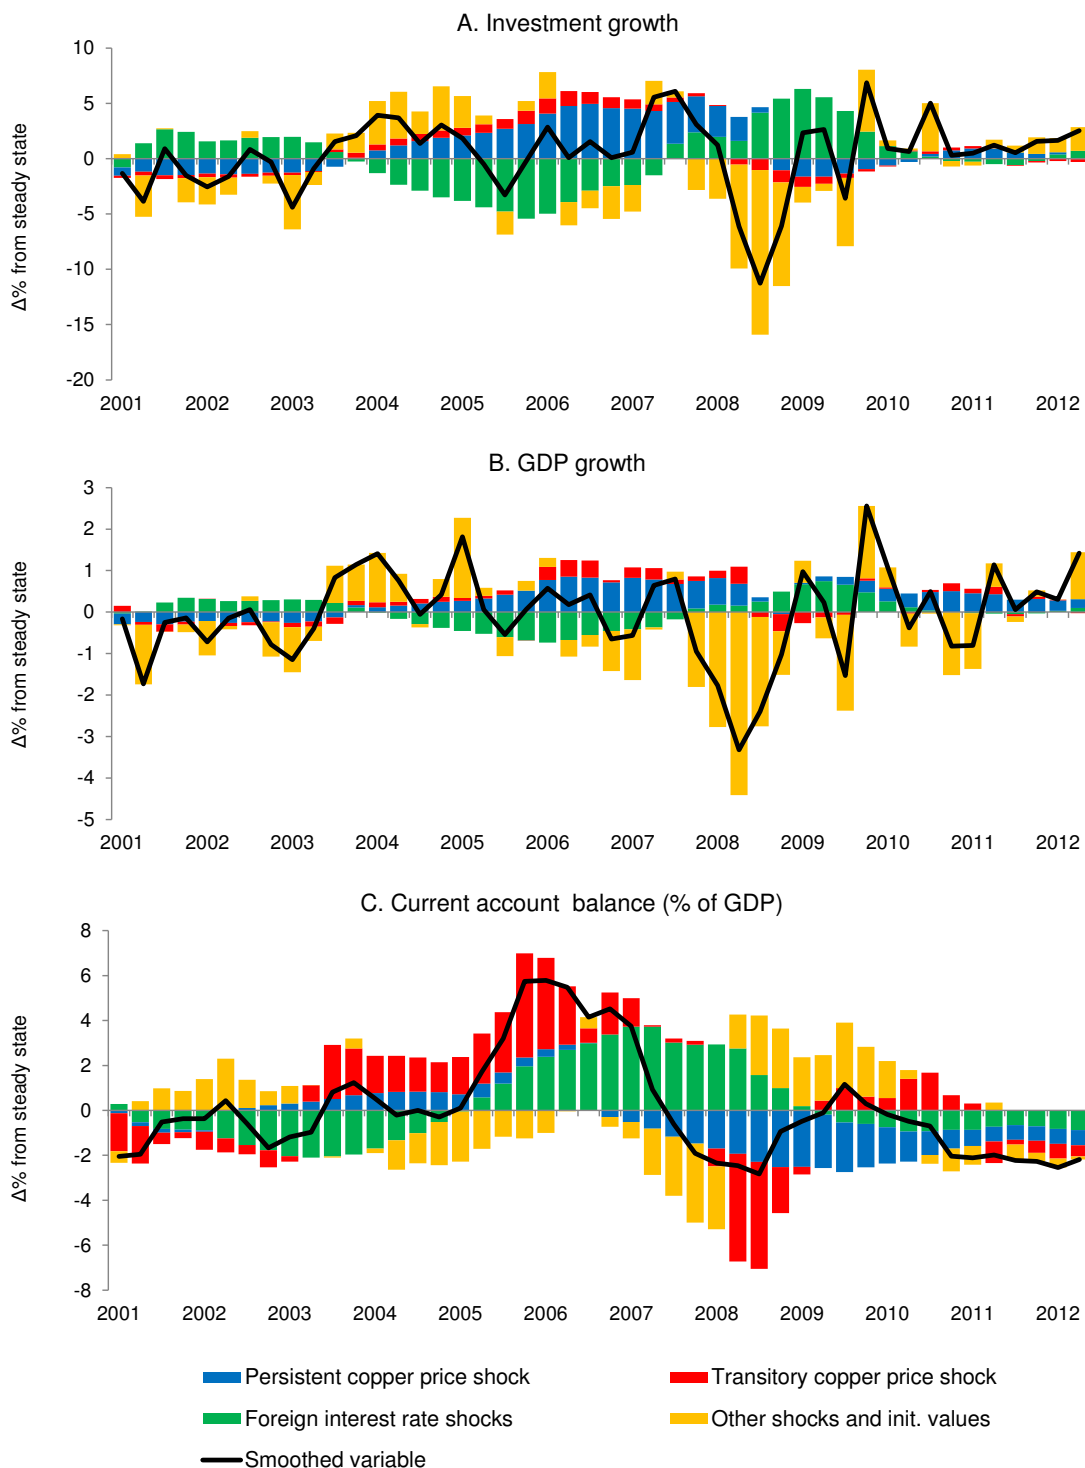 A. Investment growth
Δ% from steady state
10
5
0
-5
-10
-15
-20
2001 2002 2003 2004 2005 2006 2007 2008 2009 2010 2011 2012
B. GDP growth
Δ% from steady state
3
2
1
0
-1
-2
-3
-4
-5
2001 2002 2003 2004 2005 2006 2007 2008 2009 2010 2011 2012
C. Current account balance (% of GDP)
Δ% from steady state
8
6
4
2
0
-2
-4
-6
-8
2001 2002 2003 2004 2005 2006 2007 2008 2009 2010 2011 2012
Persistent copper price shock Transitory copper price shock
Foreign interest rate shocks Other shocks and init. values
Smoothed variable